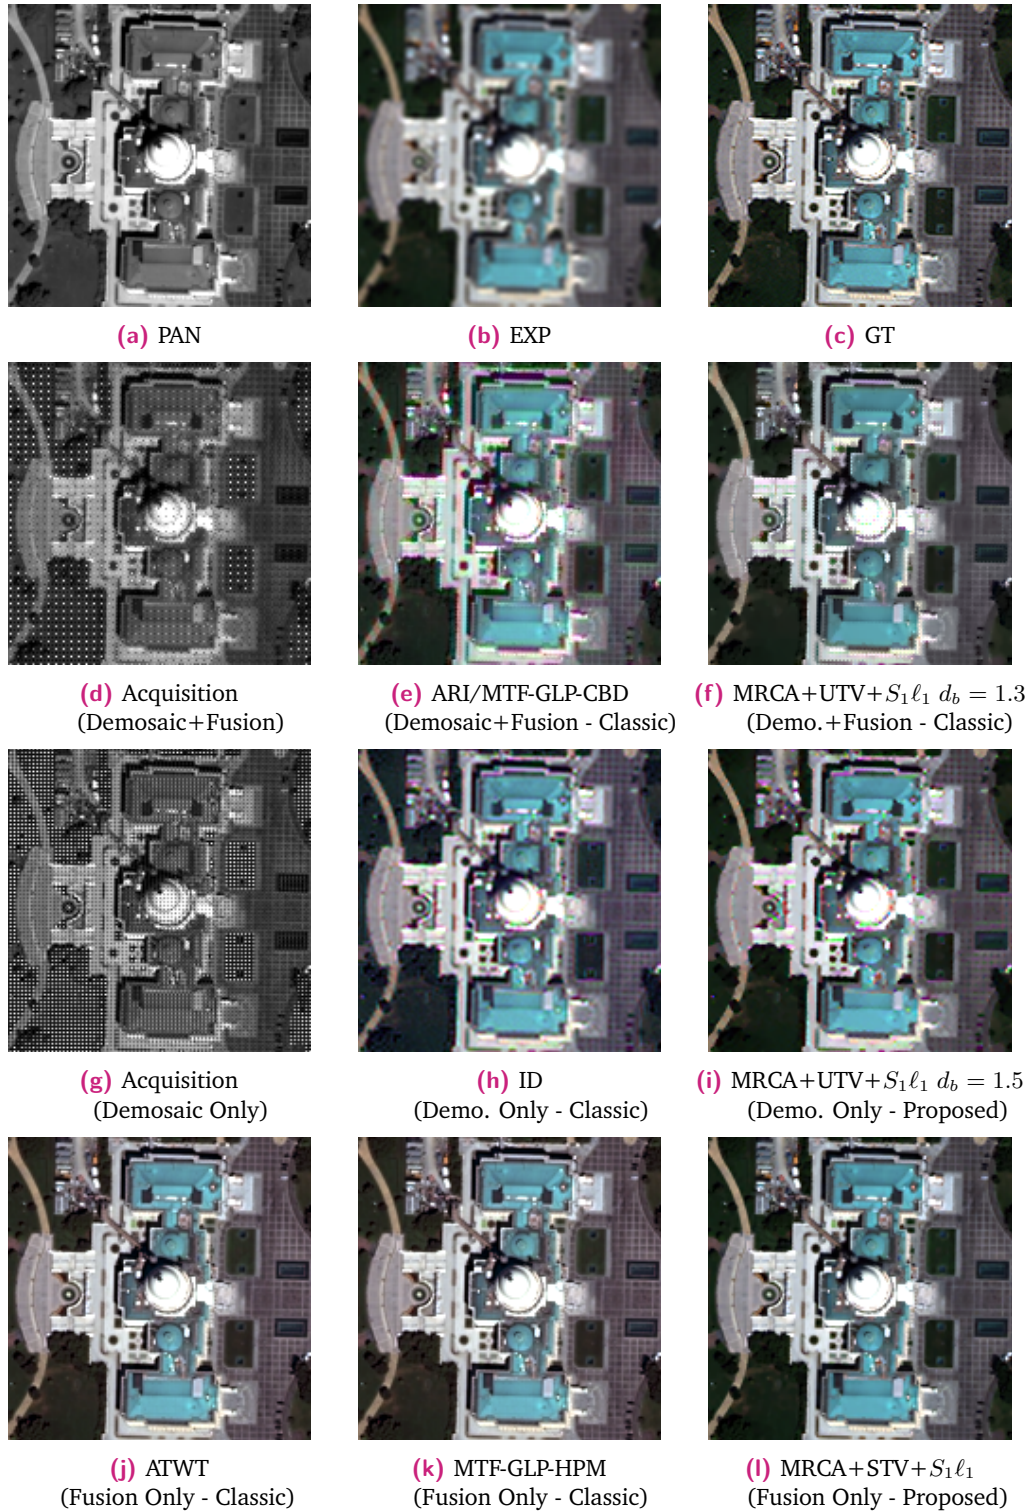 (a) PAN
(b) EXP
(c) GT
(d) Acquisition
(Demosaic+Fusion)
(e) ARI/MTF-GLP-CBD
(Demosaic+Fusion - Classic)
(f) MRCA+UTV+S₁ℓ₁ d_b = 1.3
(Demo.+Fusion - Classic)
(g) Acquisition
(Demosaic Only)
(h) ID
(Demo. Only - Classic)
(i) MRCA+UTV+S₁ℓ₁ d_b = 1.5
(Demo. Only - Proposed)
(j) ATWT
(Fusion Only - Classic)
(k) MTF-GLP-HPM
(Fusion Only - Classic)
(l) MRCA+STV+S₁ℓ₁
(Fusion Only - Proposed)